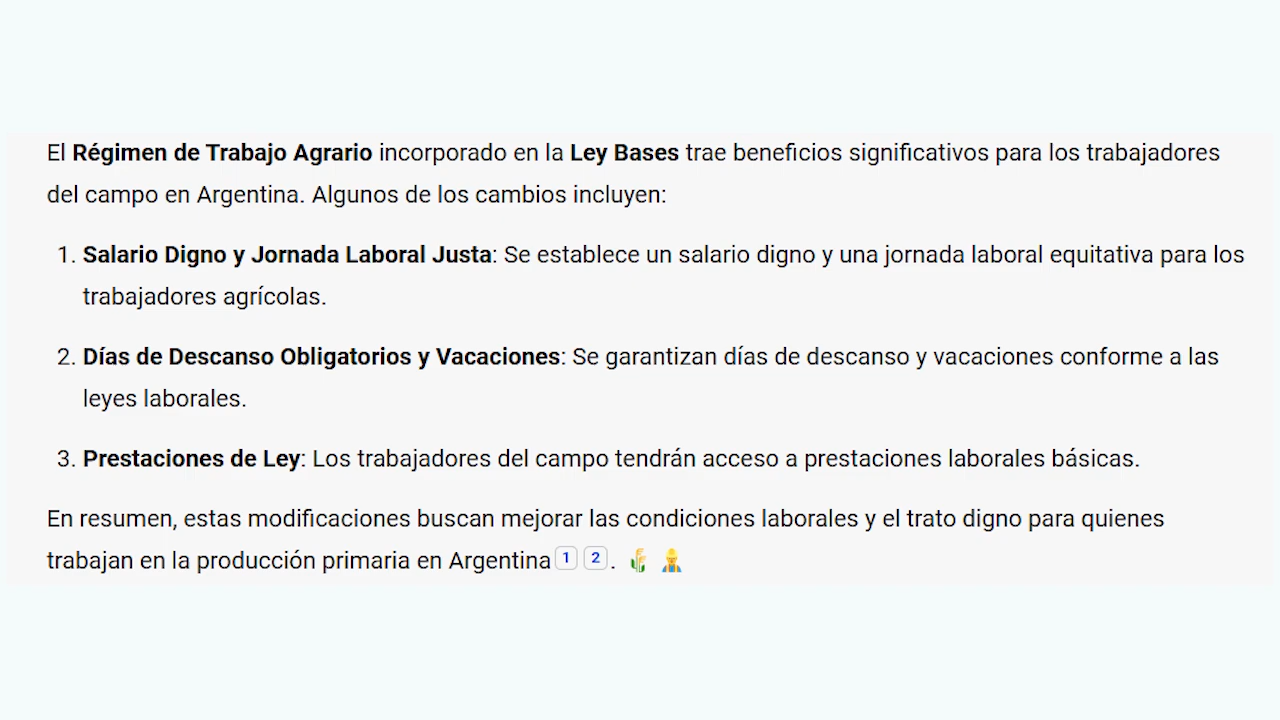 El Régimen de Trabajo Agrario incorporado en la Ley Bases trae beneficios significativos para los trabajadores
del campo en Argentina. Algunos de los cambios incluyen:
1. Salario Digno y Jornada Laboral Justa: Se establece un salario digno y una jornada laboral equitativa para los
trabajadores agrícolas.
2. Días de Descanso Obligatorios y Vacaciones: Se garantizan días de descanso y vacaciones conforme a las
leyes laborales.
3. Prestaciones de Ley: Los trabajadores del campo tendrán acceso a prestaciones laborales básicas.
En resumen, estas modificaciones buscan mejorar las condiciones laborales y el trato digno para quienes
trabajan en la producción primaria en Argentina 1 2 . 🌾 👷